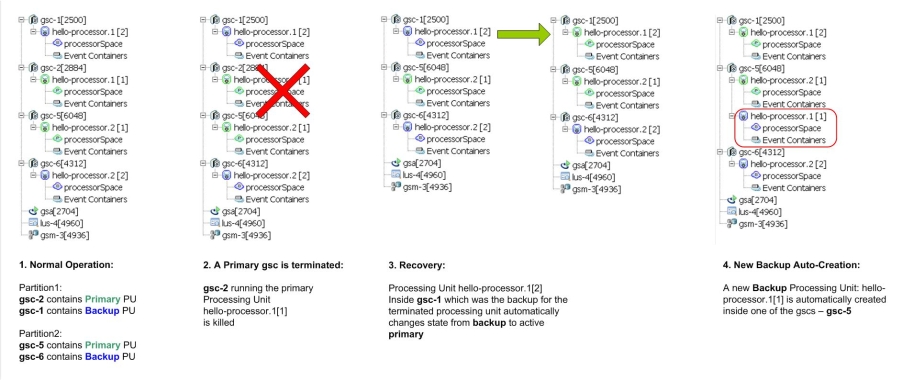 gsc-1[2500]
hello-processor.1 [2]
processorSpace
Event Containers
gsc-2[2884]
hello-processor.1 [1]
processorSpace
Event Containers
gsc-5[6048]
hello-processor.2 [1]
processorSpace
Event Containers
gsc-6[4312]
hello-processor.2 [2]
processorSpace
Event Containers
gsa[2704]
lus-4[4960]
gsm-3[4936]
1. Normal Operation:
Partition1:
gsc-2 contains Primary PU
gsc-1 contains Backup PU
Partition2:
gsc-5 contains Primary PU
gsc-6 contains Backup PU
gsc-1[2500]
hello-processor.1 [2]
processorSpace
Event Containers
gsc-2[2884]
hello-processor.1 [1]
processorSpace
Event Containers
gsc-5[6048]
hello-processor.2 [1]
processorSpace
Event Containers
gsc-6[4312]
hello-processor.2 [2]
processorSpace
Event Containers
gsa[2704]
lus-4[4960]
gsm-3[4936]
2. A Primary gsc is terminated:
gsc-2 running the primary
Processing Unit
hello-processor.1[1]
is killed
gsc-1[2500]
hello-processor.1 [2]
processorSpace
Event Containers
gsc-5[6048]
hello-processor.2 [1]
processorSpace
Event Containers
gsc-6[4312]
hello-processor.2 [2]
processorSpace
Event Containers
gsa[2704]
lus-4[4960]
gsm-3[4936]
gsc-1[2500]
hello-processor.1 [2]
processorSpace
Event Containers
gsc-5[6048]
hello-processor.2 [1]
processorSpace
Event Containers
gsc-6[4312]
hello-processor.2 [2]
processorSpace
Event Containers
gsa[2704]
lus-4[4960]
gsm-3[4936]
3. Recovery:
Processing Unit hello-processor.1[2]
Inside gsc-1 which was the backup for the
terminated processing unit automatically
changes state from backup to active
primary
gsc-1[2500]
hello-processor.1 [2]
processorSpace
Event Containers
gsc-5[6048]
hello-processor.2 [1]
processorSpace
Event Containers
hello-processor.1 [1]
processorSpace
Event Containers
gsc-6[4312]
hello-processor.2 [2]
processorSpace
Event Containers
gsa[2704]
lus-4[4960]
gsm-3[4936]
4. New Backup Auto-Creation:
A new Backup Processing Unit: hello-
processor.1[1] is automatically created
inside one of the gscs – gsc-5